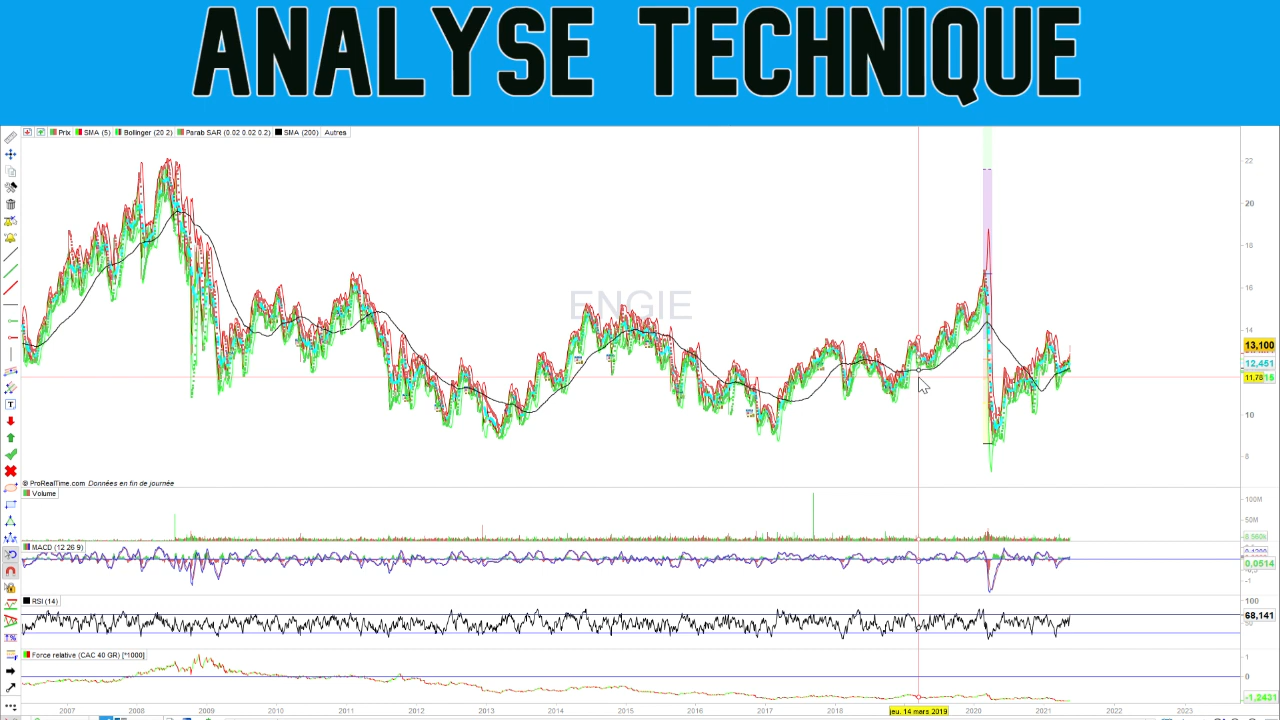 ANALYSE TECHNIQUE
Prix SMA (5) Bollinger (20 2) Parab SAR (0.02 0.02 0.2) SMA (200) Autres
22
20
18
16
ENGIE
14
13,100
12,451
11,78
10
8
© ProRealTime.com Données en fin de journée
Volume
100M
50M
MACD (12 26 9)
0,0514
-1
RSI (14)
100
68,141
Force relative (CAC 40 GR) [*1000]
1
0
-1,2431
2007 2008 2009 2010 2011 2012 2013 2014 2015 2016 2017 2018 jeu. 14 mars 2019 2020 2021 2022 2023